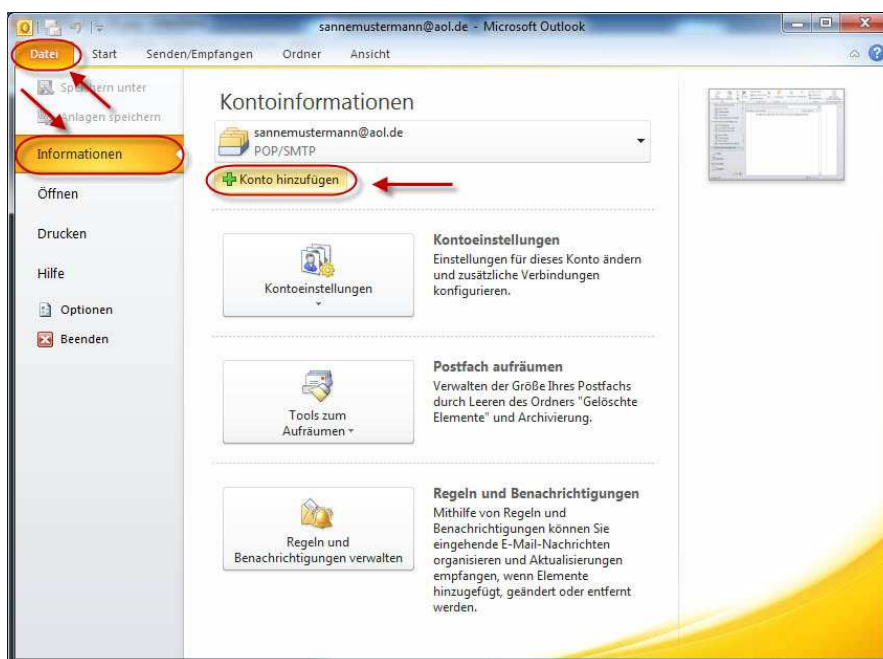 sannemustermann@aol.de - Microsoft Outlook
Datei Start Senden/Empfangen Ordner Ansicht
Speichern unter
Anlagen speichern
Informationen
Öffnen
Drucken
Hilfe
Optionen
Beenden
Kontoinformationen
sannemustermann@aol.de
POP/SMTP
Konto hinzufügen
Kontoeinstellungen
Kontoeinstellungen
Einstellungen für dieses Konto ändern
und zusätzliche Verbindungen
konfigurieren.
Tools zum
Aufräumen
Postfach aufräumen
Verwalten der Größe Ihres Postfachs
durch Leeren des Ordners "Gelöschte
Elemente" und Archivierung.
Regeln und
Benachrichtigungen verwalten
Regeln und Benachrichtigungen
Mithilfe von Regeln und
Benachrichtigungen können Sie
eingehende E-Mail-Nachrichten
organisieren und Aktualisierungen
empfangen, wenn Elemente
hinzugefügt, geändert oder entfernt
werden.